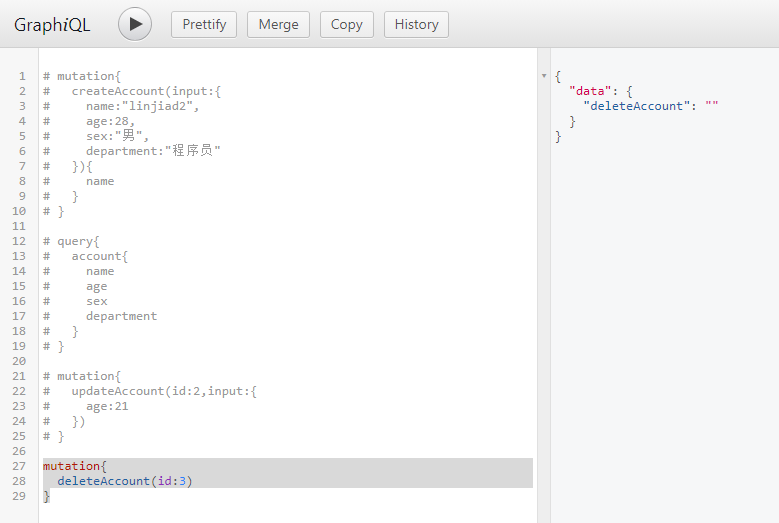 GraphiQL Prettify Merge Copy History
1 # mutation{
2 #   createAccount(input:{
3 #     name:"linjiad2",
4 #     age:28,
5 #     sex:"男",
6 #     department:"程序员"
7 #   }){
8 #     name
9 #   }
10 # }
11
12 # query{
13 #   account{
14 #     name
15 #     age
16 #     sex
17 #     department
18 #   }
19 # }
20
21 # mutation{
22 #   updateAccount(id:2,input:{
23 #     age:21
24 #   })
25 # }
26
27 mutation{
28   deleteAccount(id:3)
29 }
{
  "data": {
    "deleteAccount": ""
  }
}